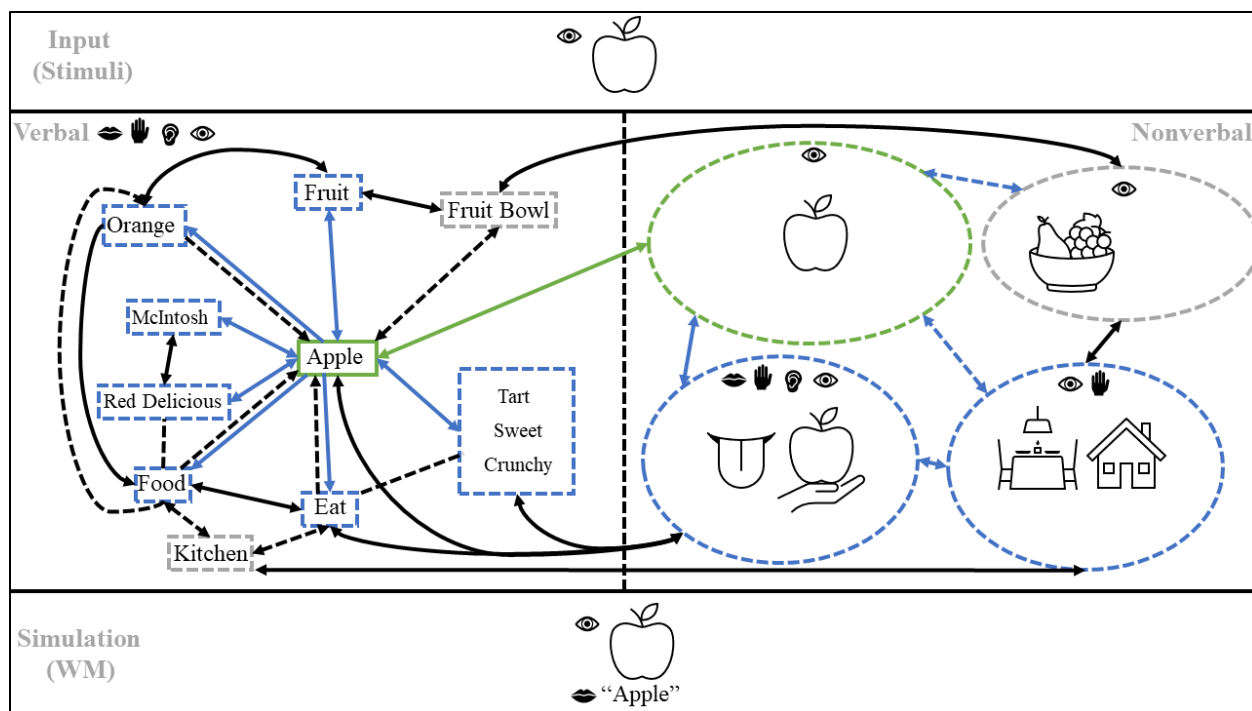 Input
(Stimuli)
Verbal
Nonverbal
Fruit
Orange
Fruit Bowl
McIntosh
Apple
Red Delicious
Tart
Sweet
Crunchy
Food
Eat
Kitchen
Simulation
(WM)
“Apple”